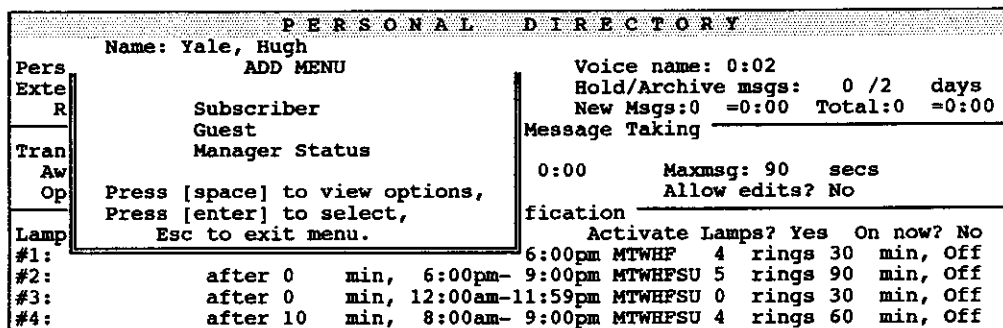 PERSONAL DIRECTORY
Name: Yale, Hugh
Pers ADD MENU Voice name: 0:02
Exte Hold/Archive msgs: 0 /2 days
R Subscriber New Msgs:0 =0:00 Total:0 =0:00
Guest Message Taking
Tran Manager Status
Aw 0:00 Maxmsg: 90 secs
Op Press [space] to view options, Allow edits? No
Press [enter] to select, fication
Lamp Esc to exit menu. Activate Lamps? Yes On now? No
#1: 6:00pm MTWHF 4 rings 30 min, Off
#2: after 0 min, 6:00pm- 9:00pm MTWHFSU 5 rings 90 min, Off
#3: after 0 min, 12:00am-11:59pm MTWHFSU 0 rings 30 min, Off
#4: after 10 min, 8:00am- 9:00pm MTWHFSU 4 rings 60 min, Off